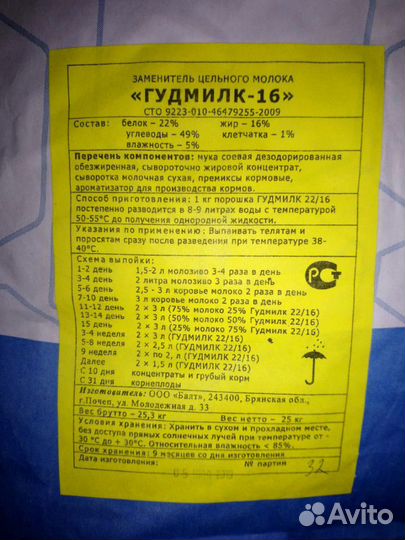 ЗАМЕНИТЕЛЬ ЦЕЛЬНОГО МОЛОКА
«ГУДМИЛК-16»
СТО 9223-010-46479255-2009
Состав: белок – 22% жир – 16%
углеводы – 49% клетчатка – 1%
влажность – 5%
Перечень компонентов: мука соевая дезодорированная
обезжиренная, сывороточно жировой концентрат,
сыворотка молочная сухая, премиксы кормовые,
ароматизатор для производства кормов.
Способ приготовления: 1 кг порошка ГУДМИЛК 22/16
постепенно разводится в 8-9 литрах воды с температурой
50-55°С до получения однородной жидкости.
Указания по применению: Выпаивать телятам и
поросятам сразу после разведения при температуре 38-
40°С.
Схема выпойки:
1-2 день 1,5-2 л молозиво 3-4 раза в день
3-4 день 2 литра молозиво 3 раза в день
5-6 день 2,5 - 3 л коровье молоко 2 раза в день
7-10 день 3 л коровье молоко 2 раза в день
11-12 день 2 × 3 л (75% молоко 25% Гудмилк 22/16)
13-14 день 2 × 3 л (50% молоко 50% Гудмилк 22/16)
15 день 2 × 3 л (25% молоко 75% Гудмилк 22/16)
3-4 неделя 2 × 3 л (Гудмилк 22/16)
5-8 неделя 2 × 2,5 л (Гудмилк 22/16)
9 неделя 2 × по 2, л (Гудмилк 22/16)
Далее 2 × 1,5 л (Гудмилк 22/16)
С 10 дня концентраты и грубый корм
С 31 дня корнеплоды
РСТ
Изготовитель: ООО «Балт», 243400, Брянская обл.,
г.Почеп, ул. Молодежная д. 33
Вес брутто – 25,3 кг Вес нетто – 25 кг
Условия хранения: Хранить в сухом и прохладном месте,
без доступа прямых солнечных лучей при температуре от -
30 °С до + 30°С. Относительная влажность < 85%.
Срок хранения: 9 месяцев со дня изготовления
Дата изготовления: № партии 32
Avito